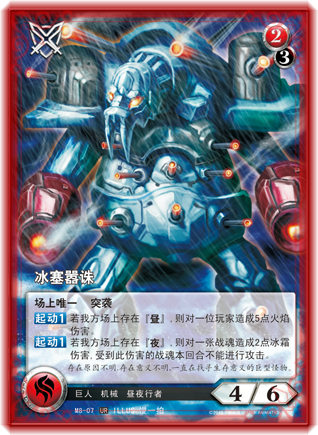 2
3
冰塞器诛
场上唯一 突袭
起动1 若我方场上存在『昼』,则对一位玩家造成5点火焰
伤害.
起动1 若我方场上存在『夜』,则对一张战魂造成2点冰霜
伤害,受到此伤害的战魂本回合不能进行攻击.
存在原因不明,存在意义不明,一直在找寻生存意义的巨型怪物.
巨人 机械 昼夜行者
4/6
M8-07 UR ILLUS.